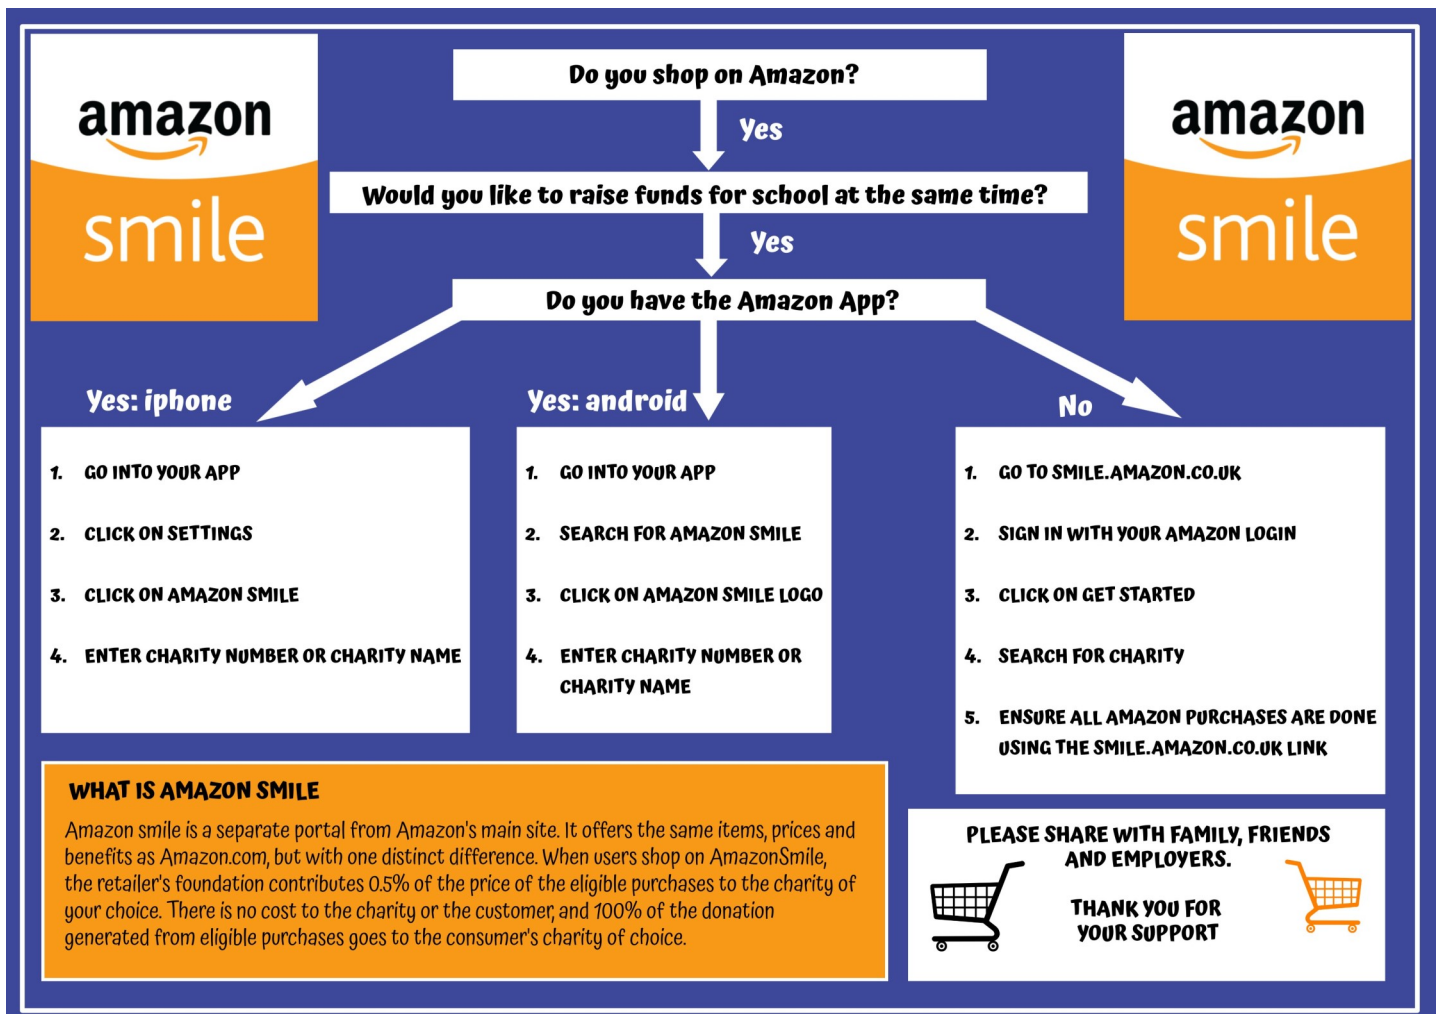 amazon
smile
Do you shop on Amazon?
amazon
smile
Yes
Would you like to raise funds for school at the same time?
Yes
Do you have the Amazon App?
Yes: iphone
1. GO INTO YOUR APP
2. CLICK ON SETTINGS
3. CLICK ON AMAZON SMILE
4. ENTER CHARITY NUMBER OR CHARITY NAME
Yes: android
1. GO INTO YOUR APP
2. SEARCH FOR AMAZON SMILE
3. CLICK ON AMAZON SMILE LOGO
4. ENTER CHARITY NUMBER OR
CHARITY NAME
No
1. GO TO SMILE.AMAZON.CO.UK
2. SIGN IN WITH YOUR AMAZON LOGIN
3. CLICK ON GET STARTED
4. SEARCH FOR CHARITY
5. ENSURE ALL AMAZON PURCHASES ARE DONE
USING THE SMILE.AMAZON.CO.UK LINK
WHAT IS AMAZON SMILE
Amazon smile is a separate portal from Amazon's main site. It offers the same items, prices and
benefits as Amazon.com, but with one distinct difference. When users shop on AmazonSmile,
the retailer's foundation contributes 0.5% of the price of the eligible purchases to the charity of
your choice. There is no cost to the charity or the customer, and 100% of the donation
generated from eligible purchases goes to the consumer's charity of choice.
PLEASE SHARE WITH FAMILY, FRIENDS
AND EMPLOYERS.
THANK YOU FOR
YOUR SUPPORT